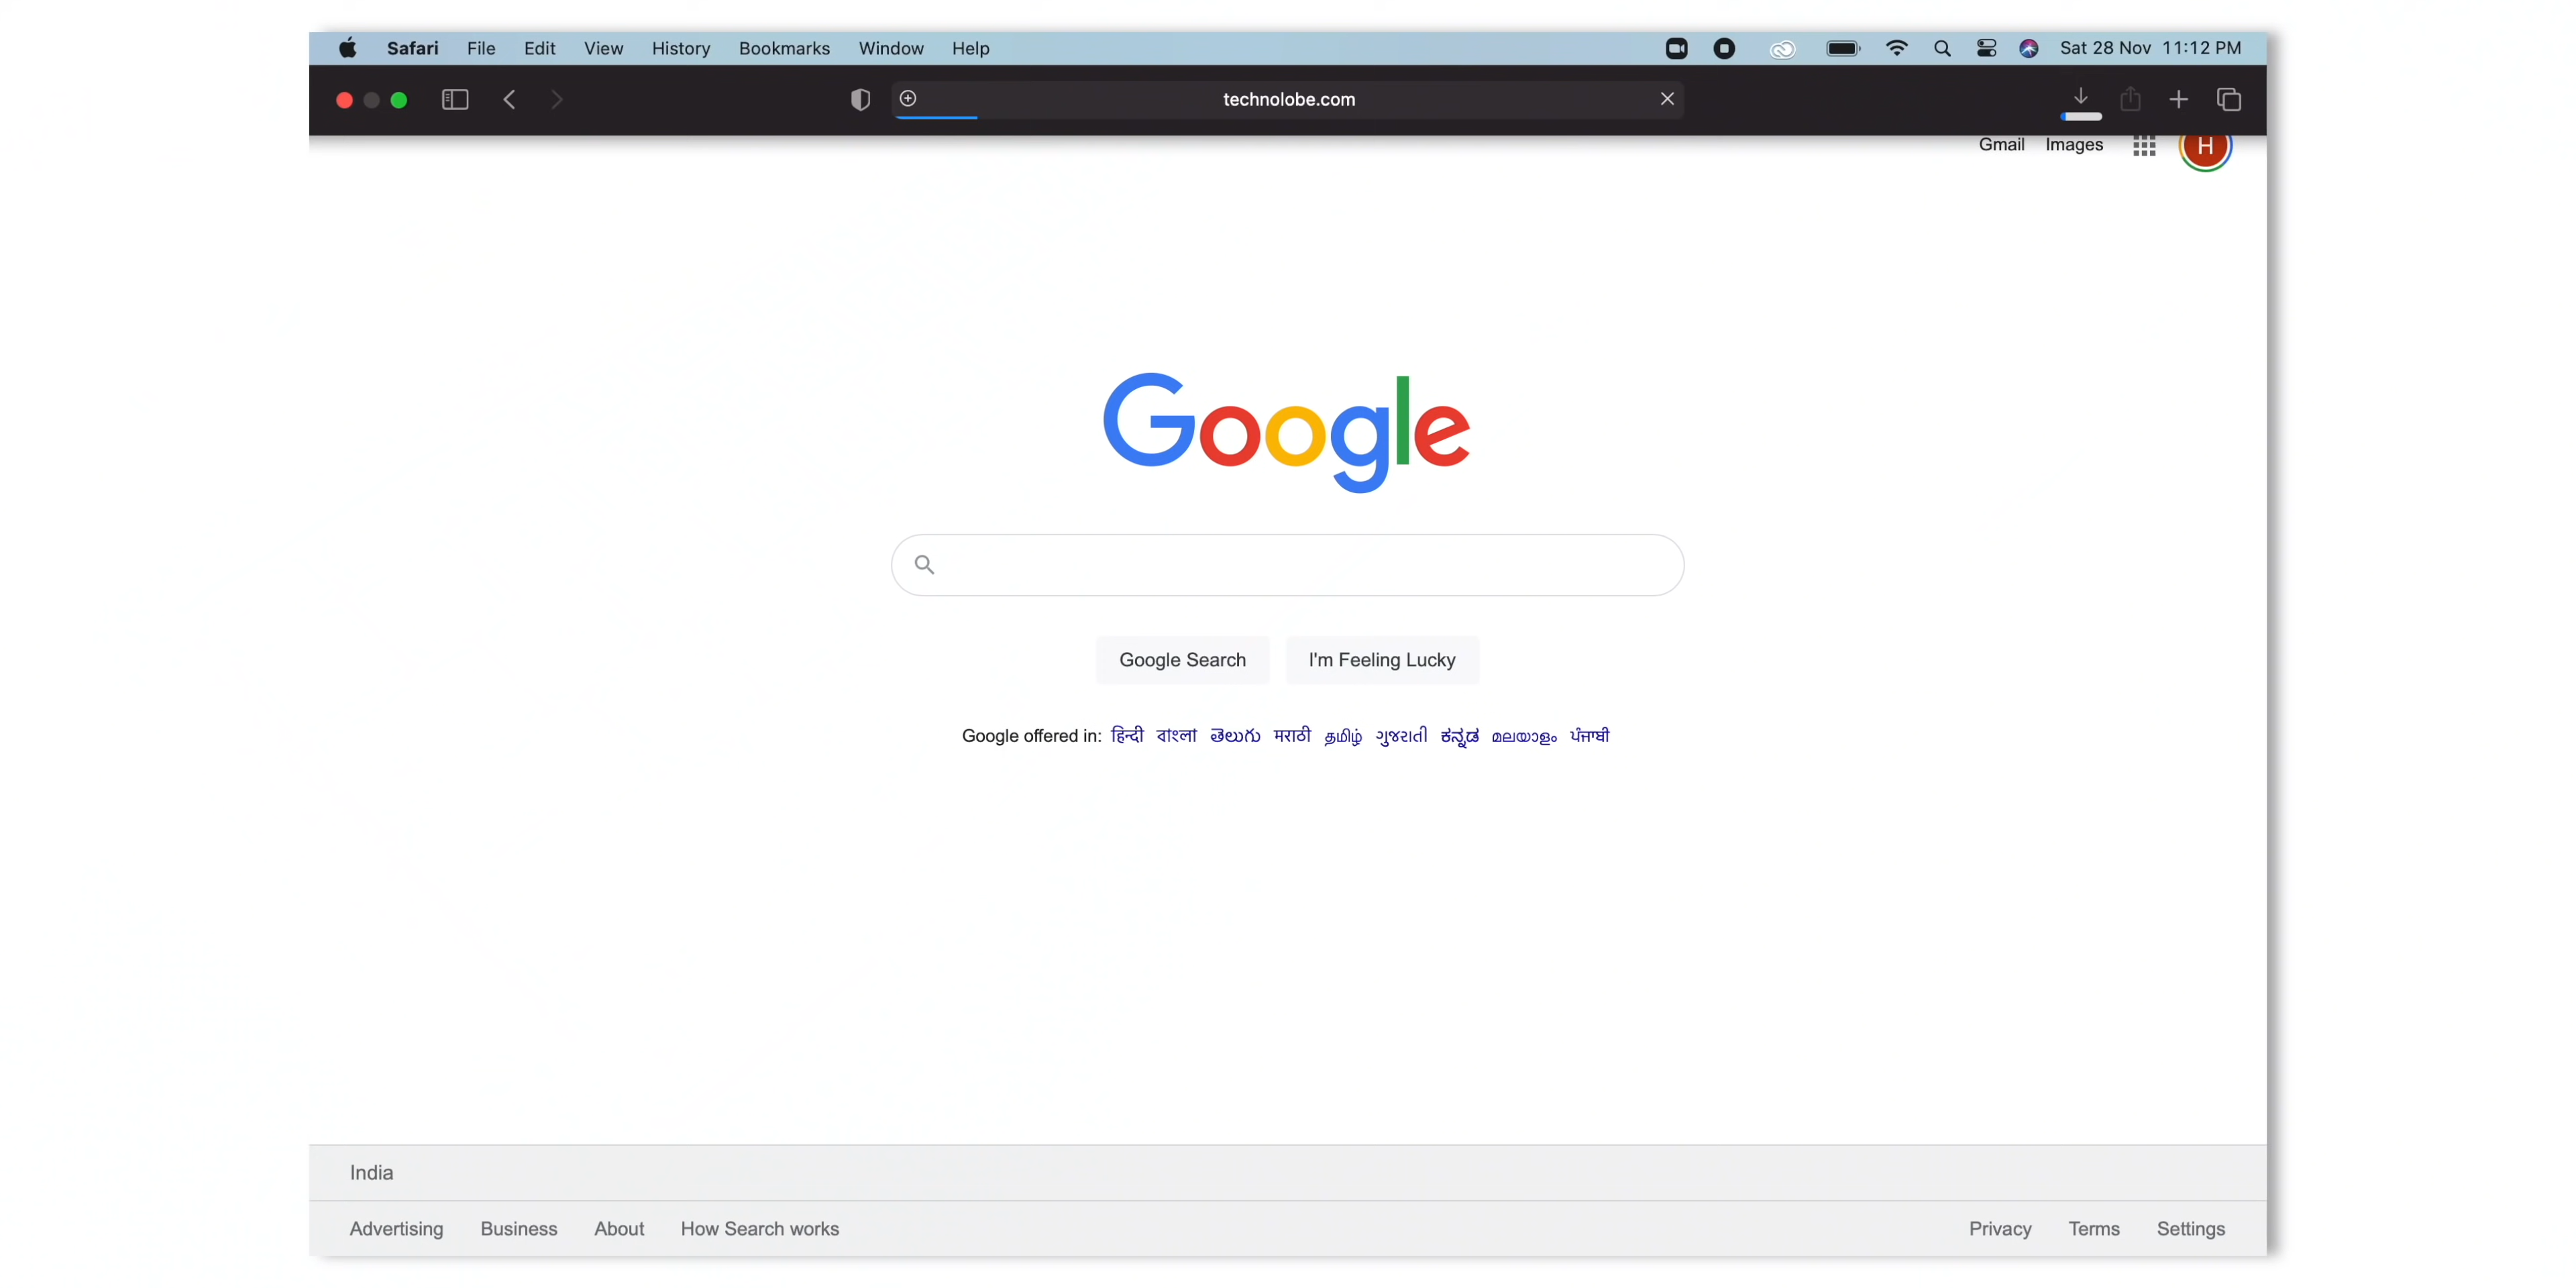 Safari File Edit View History Bookmarks Window Help Sat 28 Nov 11:12 PM
technolobe.com
Gmail Images H
Google
Google Search I'm Feeling Lucky
Google offered in: हिन्दी বাংলা తెలుగు मराठी தமிழ் ગુજરાતી ಕನ್ನಡ മലയാളം ਪੰਜਾਬੀ
India
Advertising Business About How Search works Privacy Terms Settings